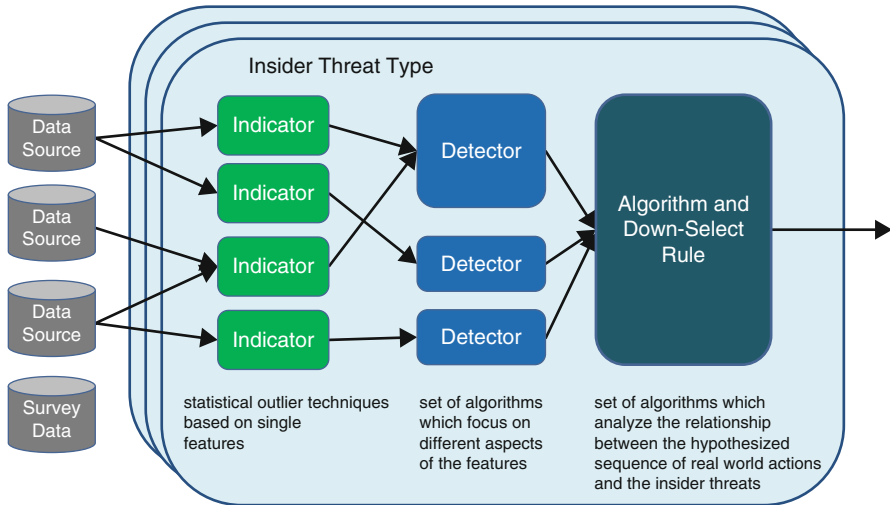 Insider Threat Type
Data
Source
Data
Source
Data
Source
Survey
Data
Indicator
Indicator
Indicator
Indicator
Detector
Detector
Detector
Algorithm and
Down-Select
Rule
statistical outlier techniques
based on single
features
set of algorithms
which focus on
different aspects
of the features
set of algorithms which
analyze the relationship
between the hypothesized
sequence of real world actions
and the insider threats